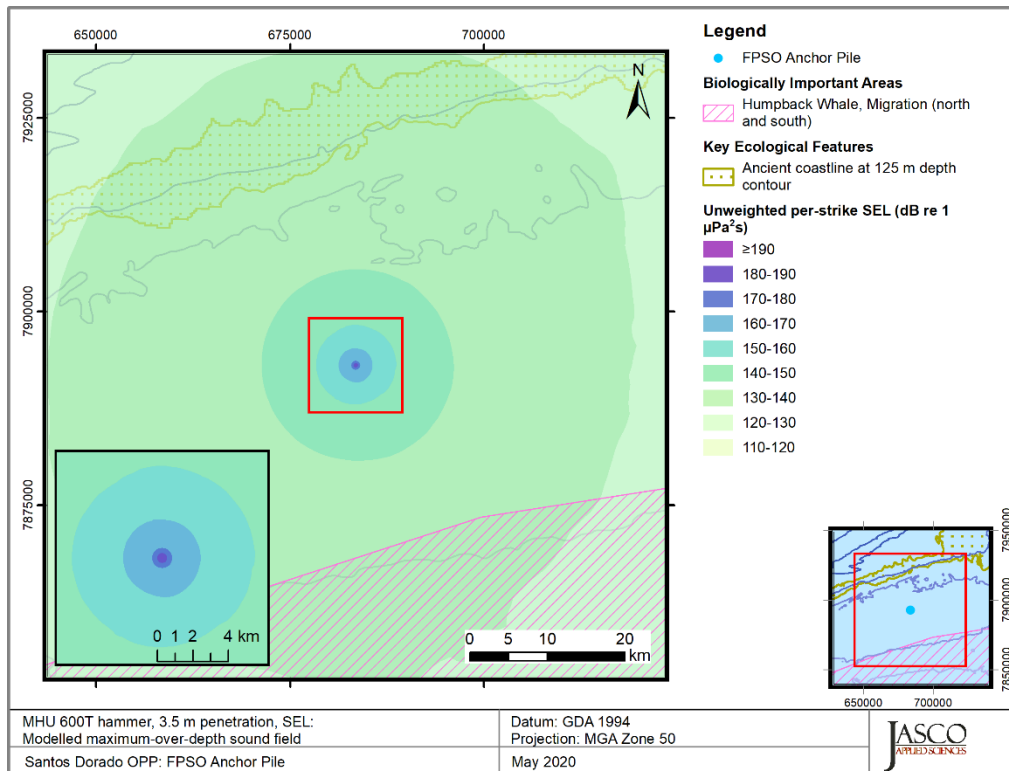 650000
675000
700000
7925000
7900000
7875000
N
0 1 2 4 km
0 5 10 20
km
Legend
FPSO Anchor Pile
Biologically Important Areas
Humpback Whale, Migration (north
and south)
Key Ecological Features
Ancient coastline at 125 m depth
contour
Unweighted per-strike SEL (dB re 1
µPa²s)
≥190
180-190
170-180
160-170
150-160
140-150
130-140
120-130
110-120
7950000
7900000
7850000
650000
700000
MHU 600T hammer, 3.5 m penetration, SEL:
Modelled maximum-over-depth sound field
Santos Dorado OPP: FPSO Anchor Pile
Datum: GDA 1994
Projection: MGA Zone 50
May 2020
JASCO
APPLIED SCIENCES